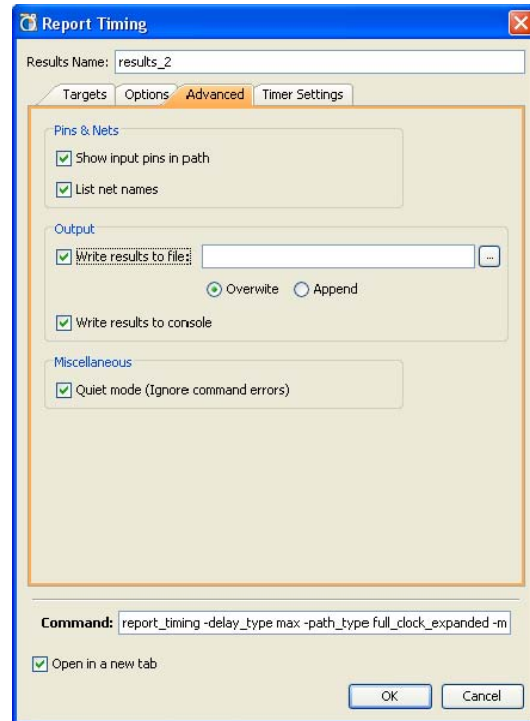 Report Timing
Results Name: results_2
Targets Options Advanced Timer Settings
Pins & Nets
Show input pins in path
List net names
Output
Write results to file: ...
Overwite Append
Write results to console
Miscellaneous
Quiet mode (Ignore command errors)
Command: report_timing -delay_type max -path_type full_clock_expanded -m
Open in a new tab
OK Cancel